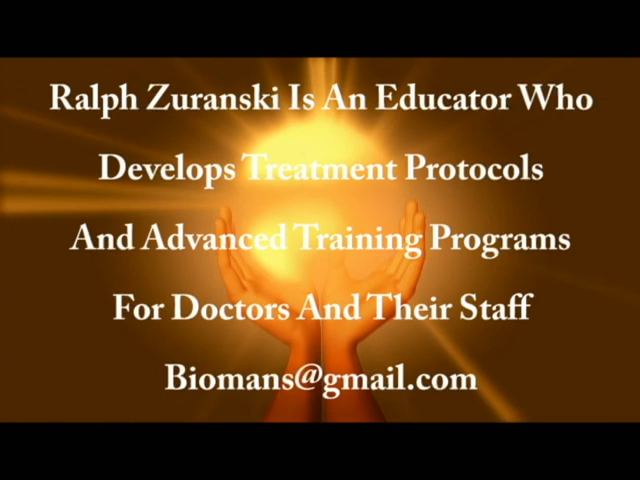 Ralph Zuranski Is An Educator Who
Develops Treatment Protocols
And Advanced Training Programs
For Doctors And Their Staff
Biomans@gmail.com